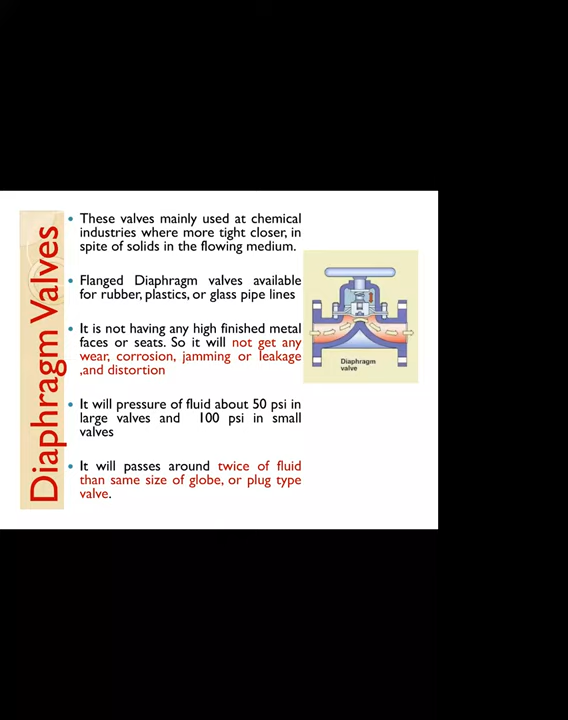 Diaphragm Valves
These valves mainly used at chemical
industries where more tight closer, in
spite of solids in the flowing medium.
Flanged Diaphragm valves available
for rubber, plastics, or glass pipe lines
It is not having any high finished metal
faces or seats. So it will not get any
wear, corrosion, jamming or leakage
,and distortion
It will pressure of fluid about 50 psi in
large valves and 100 psi in small
valves
It will passes around twice of fluid
than same size of globe, or plug type
valve.
Diaphragm
valve